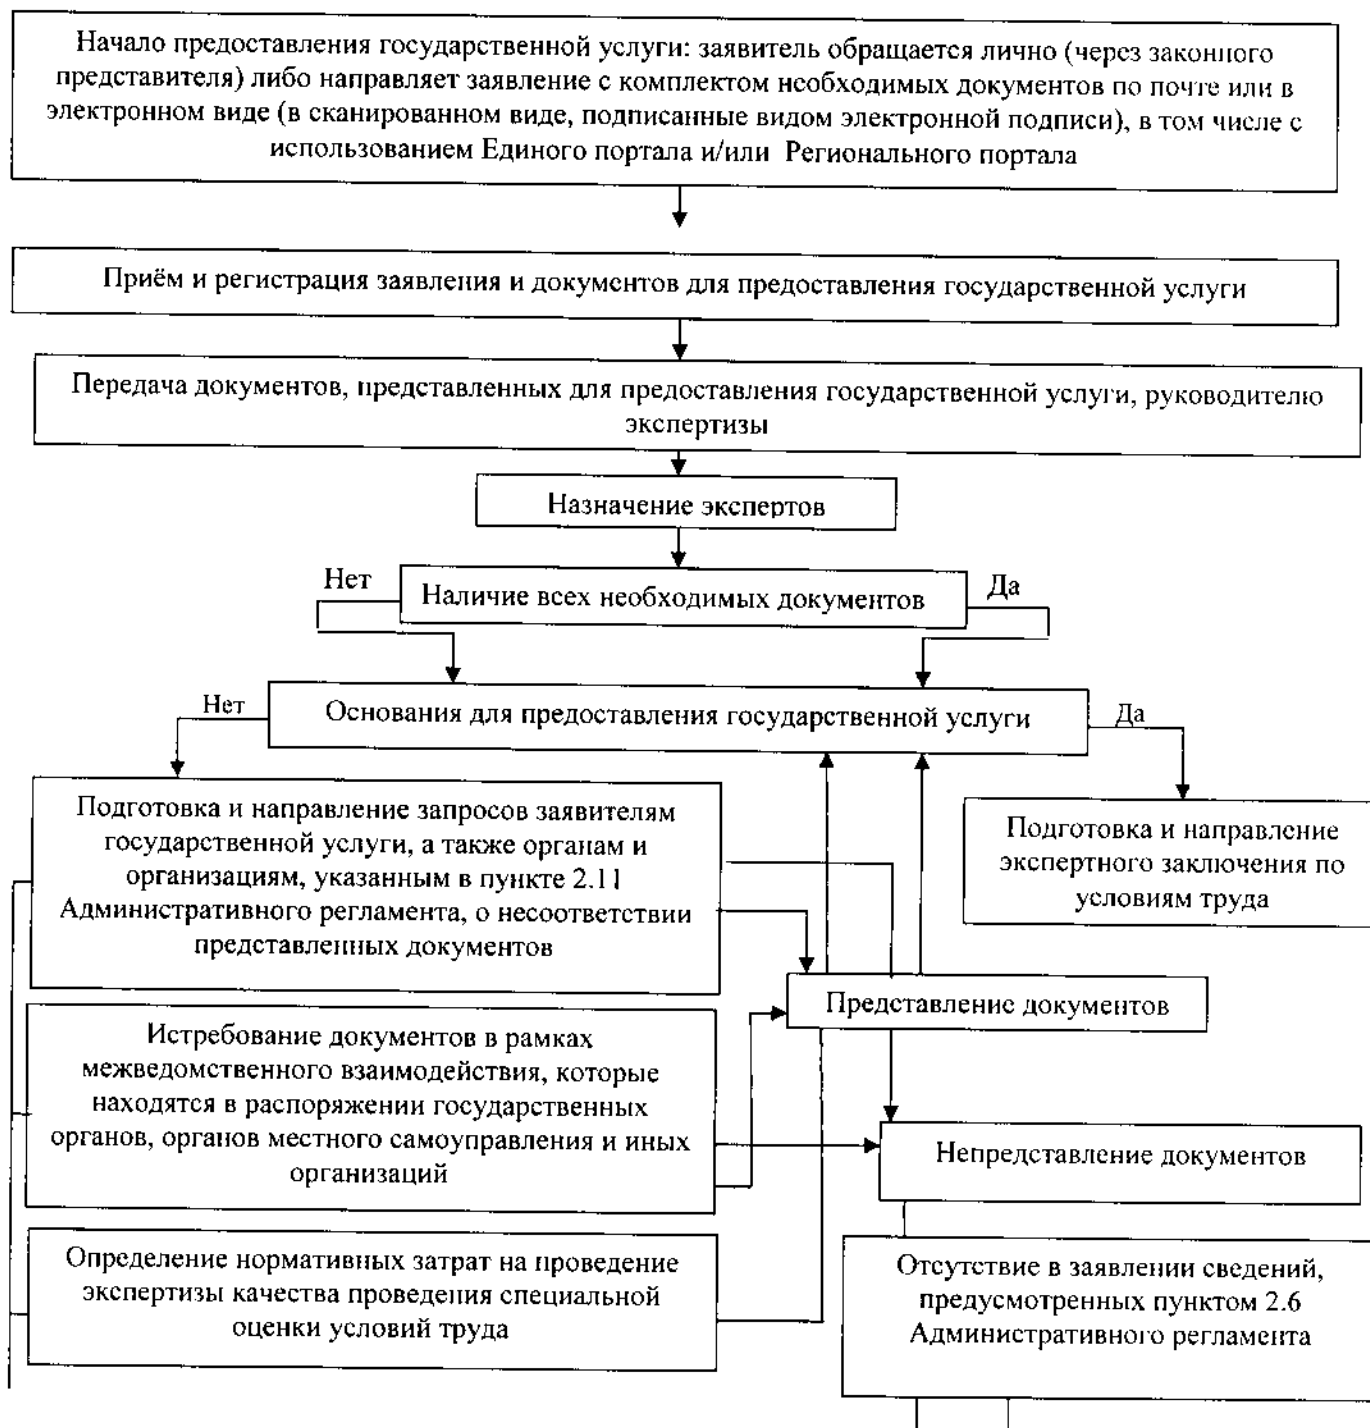 Начало предоставления государственной услуги: заявитель обращается лично (через законного
представителя) либо направляет заявление с комплектом необходимых документов по почте или в
электронном виде (в сканированном виде, подписанные видом электронной подписи), в том числе с
использованием Единого портала и/или Регионального портала
Приём и регистрация заявления и документов для предоставления государственной услуги
Передача документов, представленных для предоставления государственной услуги, руководителю
экспертизы
Назначение экспертов
Нет
Наличие всех необходимых документов
Да
Нет
Основания для предоставления государственной услуги
Да
Подготовка и направление запросов заявителям
государственной услуги, а также органам и
организациям, указанным в пункте 2.11
Административного регламента, о несоответствии
представленных документов
Подготовка и направление
экспертного заключения по
условиям труда
Представление документов
Истребование документов в рамках
межведомственного взаимодействия, которые
находятся в распоряжении государственных
органов, органов местного самоуправления и иных
организаций
Непредставление документов
Определение нормативных затрат на проведение
экспертизы качества проведения специальной
оценки условий труда
Отсутствие в заявлении сведений,
предусмотренных пунктом 2.6
Административного регламента